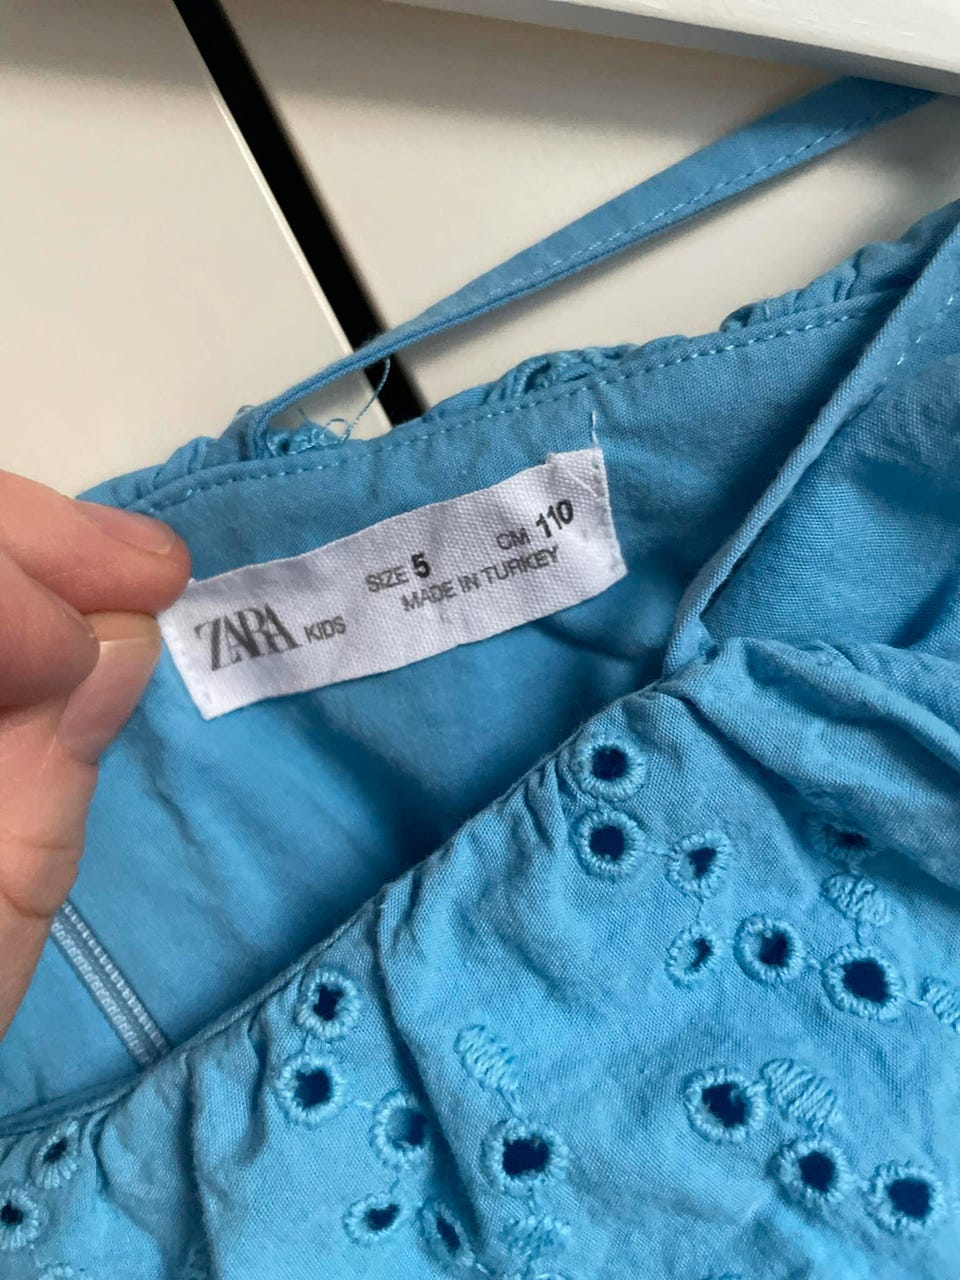 ZARA KIDS
SIZE 5 CM 110
MADE IN TURKEY